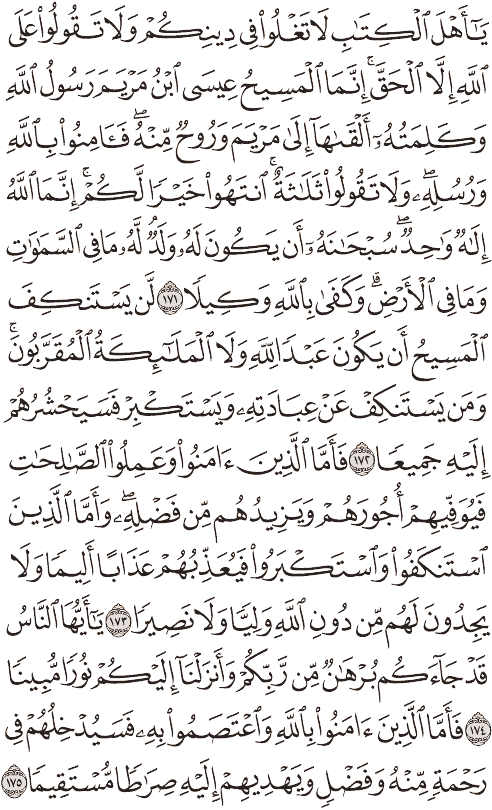 يَـٰٓأَهۡلَ ٱلۡكِتَـٰبِ لَا تَغۡلُواْ فِي دِينِكُمۡ وَلَا تَقُولُواْ عَلَى
ٱللَّهِ إِلَّا ٱلۡحَقَّۚ إِنَّمَا ٱلۡمَسِيحُ عِيسَى ٱبۡنُ مَرۡيَمَ رَسُولُ ٱللَّهِ
وَكَلِمَتُهُۥٓ أَلۡقَىٰهَآ إِلَىٰ مَرۡيَمَ وَرُوحٞ مِّنۡهُۖ فَـَٔامِنُواْ بِٱللَّهِ
وَرُسُلِهِۦۖ وَلَا تَقُولُواْ ثَلَـٰثَةٌۚ ٱنتَهُواْ خَيۡرٗا لَّكُمۡۚ إِنَّمَا ٱللَّهُ
إِلَـٰهٞ وَٰحِدٞۖ سُبۡحَـٰنَهُۥٓ أَن يَكُونَ لَهُۥ وَلَدٞۘ لَّهُۥ مَا فِي ٱلسَّمَـٰوَٰتِ
وَمَا فِي ٱلۡأَرۡضِۗ وَكَفَىٰ بِٱللَّهِ وَكِيلٗا ١٧١ لَّن يَسۡتَنكِفَ
ٱلۡمَسِيحُ أَن يَكُونَ عَبۡدٗا لِّلَّهِ وَلَا ٱلۡمَلَـٰٓئِكَةُ ٱلۡمُقَرَّبُونَۚ
وَمَن يَسۡتَنكِفۡ عَنۡ عِبَادَتِهِۦ وَيَسۡتَكۡبِرۡ فَسَيَحۡشُرُهُمۡ
إِلَيۡهِ جَمِيعٗا ١٧٢ فَأَمَّا ٱلَّذِينَ ءَامَنُواْ وَعَمِلُواْ ٱلصَّـٰلِحَـٰتِ
فَيُوَفِّيهِمۡ أُجُورَهُمۡ وَيَزِيدُهُم مِّن فَضۡلِهِۦۖ وَأَمَّا ٱلَّذِينَ
ٱسۡتَنكَفُواْ وَٱسۡتَكۡبَرُواْ فَيُعَذِّبُهُمۡ عَذَابًا أَلِيمٗا وَلَا
يَجِدُونَ لَهُم مِّن دُونِ ٱللَّهِ وَلِيّٗا وَلَا نَصِيرٗا ١٧٣ يَـٰٓأَيُّهَا ٱلنَّاسُ
قَدۡ جَآءَكُم بُرۡهَـٰنٞ مِّن رَّبِّكُمۡ وَأَنزَلۡنَآ إِلَيۡكُمۡ نُورٗا مُّبِينٗا
١٧٤ فَأَمَّا ٱلَّذِينَ ءَامَنُواْ بِٱللَّهِ وَٱعۡتَصَمُواْ بِهِۦ فَسَيُدۡخِلُهُمۡ فِي
رَحۡمَةٖ مِّنۡهُ وَفَضۡلٖ وَيَهۡدِيهِمۡ إِلَيۡهِ صِرَٰطٗا مُّسۡتَقِيمٗا ١٧٥